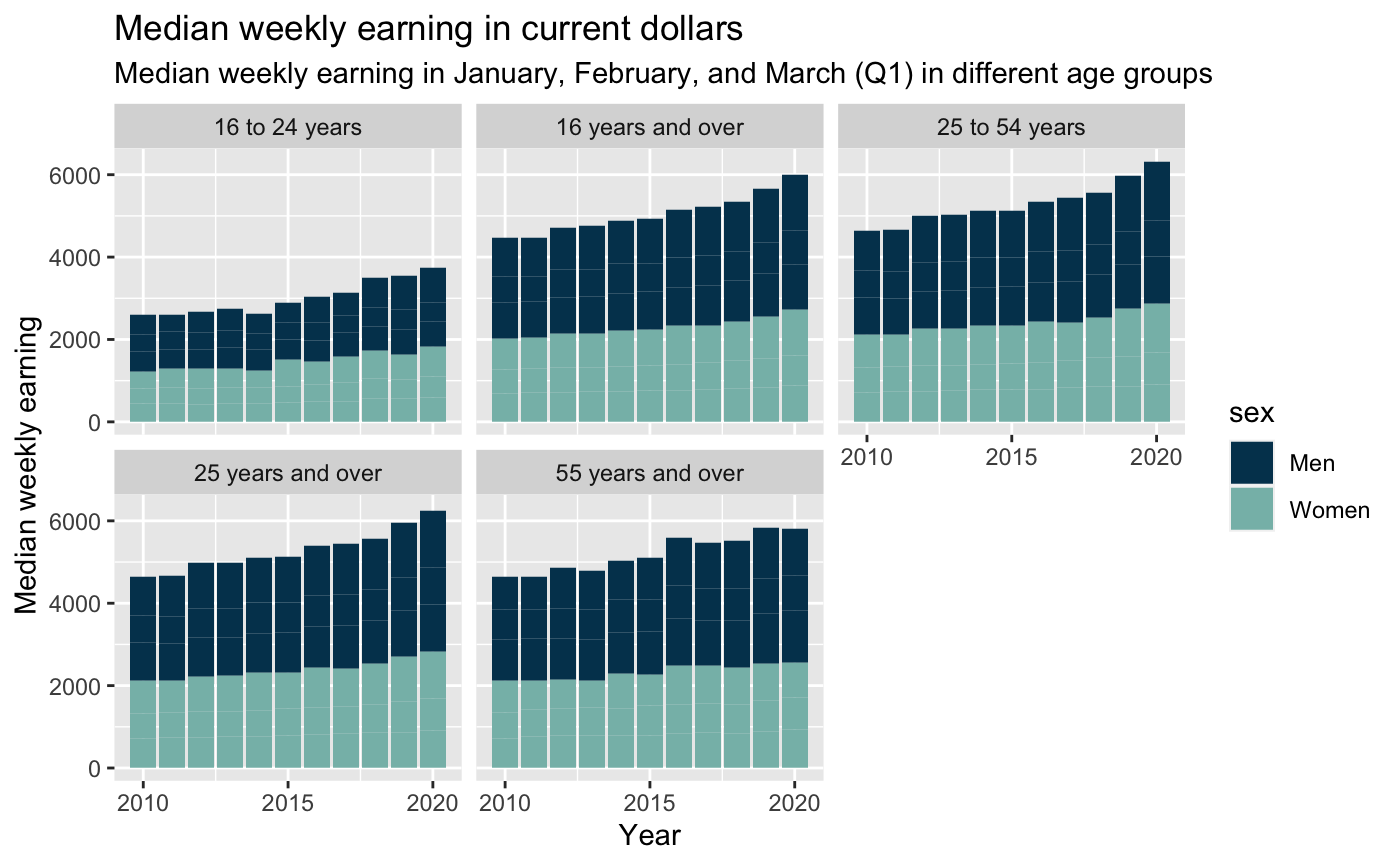 Median weekly earning in current dollars
Median weekly earning in January, February, and March (Q1) in different age groups
16 to 24 years
16 years and over
25 to 54 years
6000
4000
2000
0
2010
2015
2020
25 years and over
55 years and over
6000
4000
2000
0
2010
2015
2020
2010
2015
2020
Year
Median weekly earning
sex
Men
Women